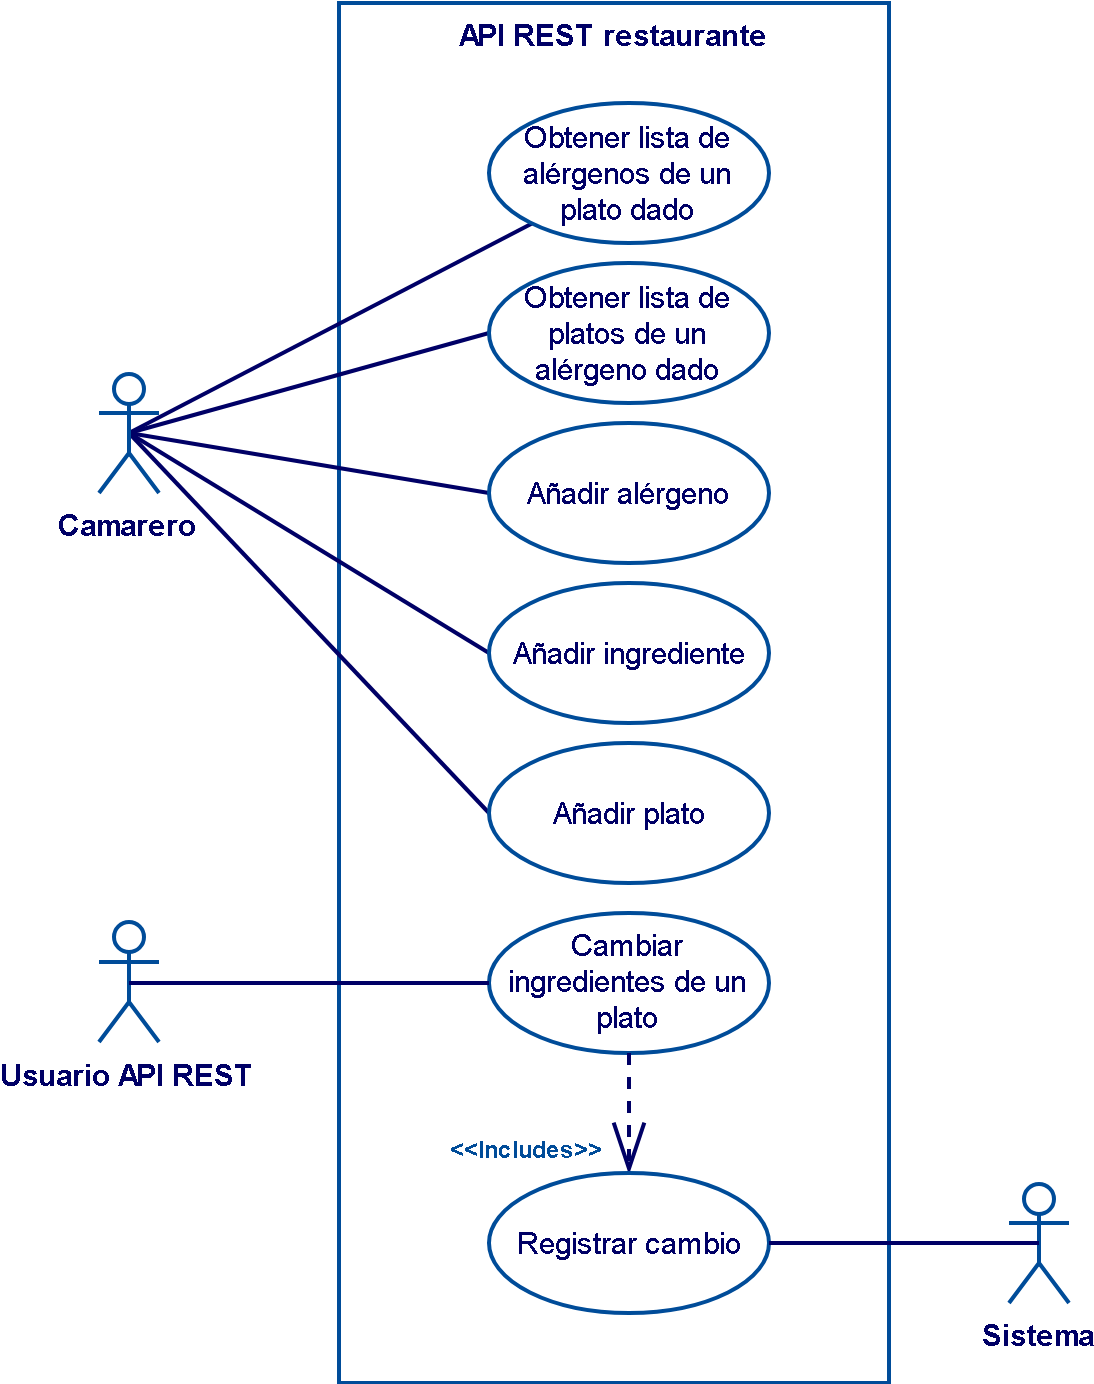 API REST restaurante
Obtener lista de
alérgenos de un
plato dado
Obtener lista de
platos de un
alérgeno dado
Camarero
Añadir alérgeno
Añadir ingrediente
Añadir plato
Cambiar
ingredientes de un
plato
Usuario API REST
<<Includes>>
Registrar cambio
Sistema